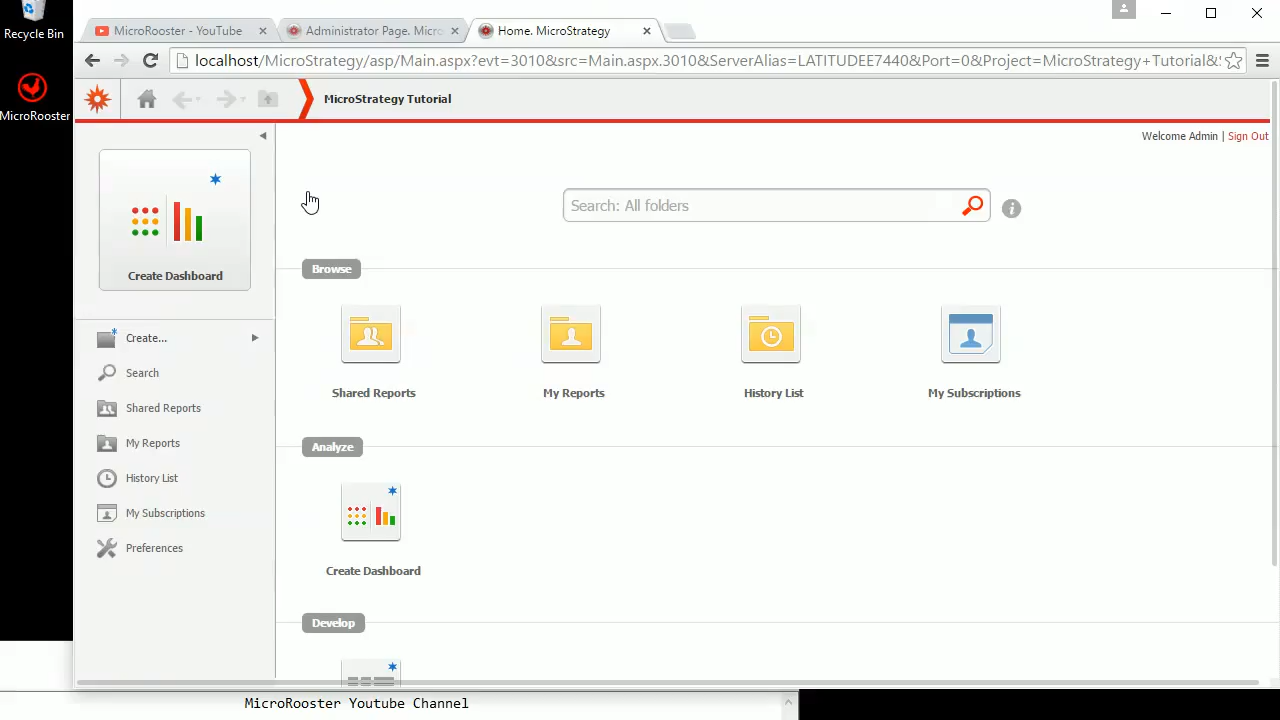 Recycle Bin
MicroRooster
MicroRooster - YouTube
Administrator Page. Micro
Home. MicroStrategy
localhost/MicroStrategy/asp/Main.aspx?evt=3010&src=Main.aspx.3010&ServerAlias=LATITUDEE7440&Port=0&Project=MicroStrategy+Tutorial&
MicroStrategy Tutorial
Welcome Admin | Sign Out
Search: All folders
Create Dashboard
Create...
Search
Shared Reports
My Reports
History List
My Subscriptions
Preferences
Browse
Shared Reports
My Reports
History List
My Subscriptions
Analyze
Create Dashboard
Develop
MicroRooster Youtube Channel